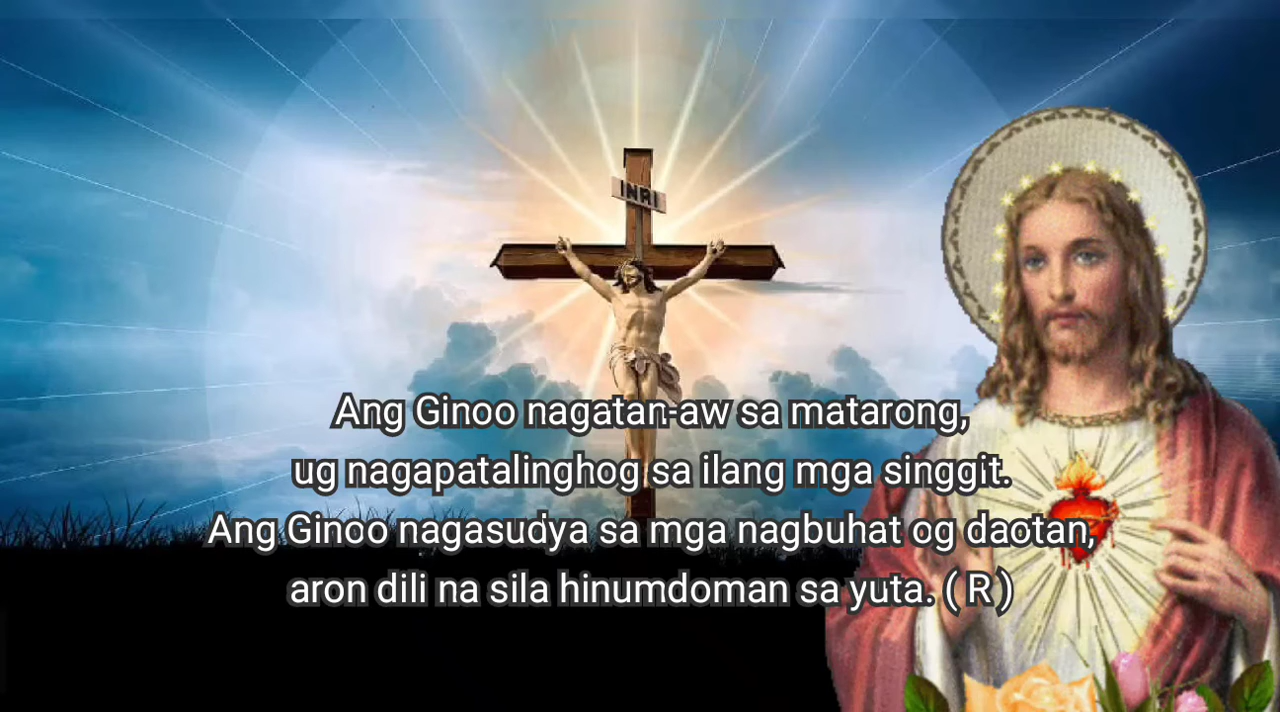 INRI
Ang Ginoo nagatan-aw sa matarong,
ug nagapatalinghog sa ilang mga singgit.
Ang Ginoo nagasudya sa mga nagbuhat og daotan,
aron dili na sila hinumdoman sa yuta. ( R )